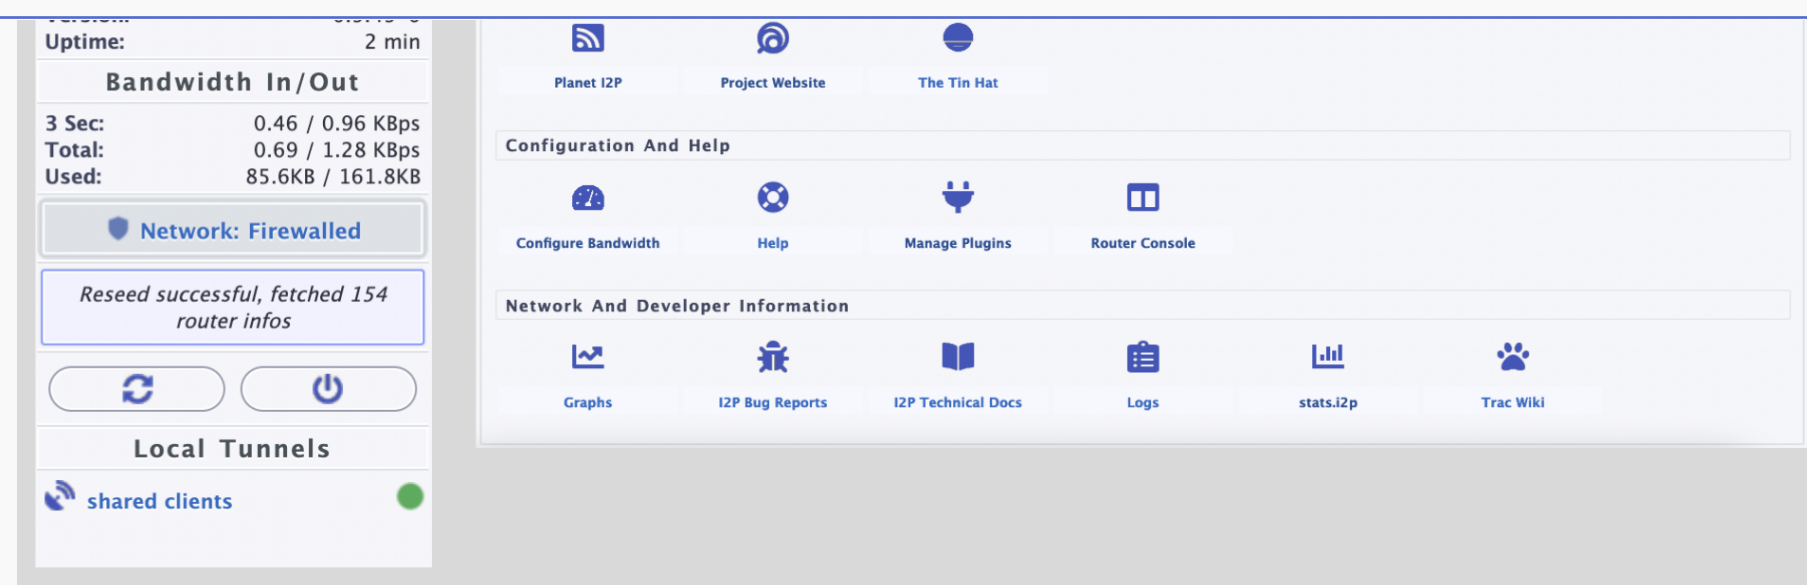 Uptime: 2 min
Bandwidth In/Out
3 Sec: 0.46 / 0.96 KBps
Total: 0.69 / 1.28 KBps
Used: 85.6KB / 161.8KB
Network: Firewalled
Reseed successful, fetched 154
router infos
Local Tunnels
shared clients
Planet I2P Project Website The Tin Hat
Configuration And Help
Configure Bandwidth Help Manage Plugins Router Console
Network And Developer Information
Graphs I2P Bug Reports I2P Technical Docs Logs stats.i2p Trac Wiki